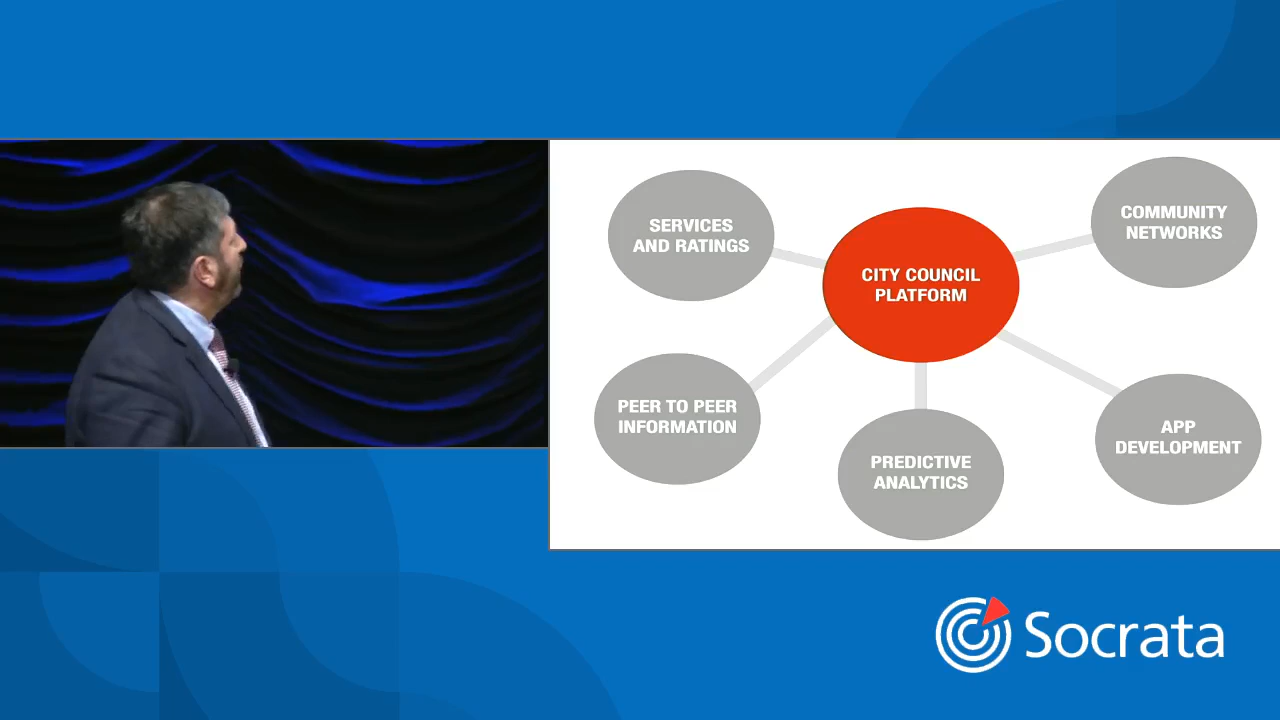 SERVICES
AND RATINGS
COMMUNITY
NETWORKS
CITY COUNCIL
PLATFORM
PEER TO PEER
INFORMATION
PREDICTIVE
ANALYTICS
APP
DEVELOPMENT
Socrata